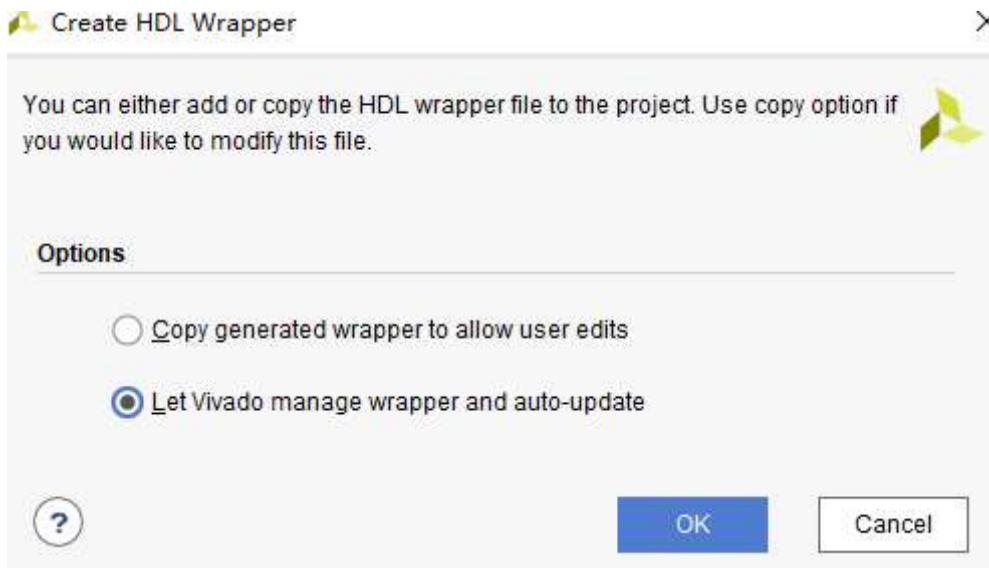 Create HDL Wrapper
You can either add or copy the HDL wrapper file to the project. Use copy option if
you would like to modify this file.
Options
Copy generated wrapper to allow user edits
Let Vivado manage wrapper and auto-update
?
OK
Cancel